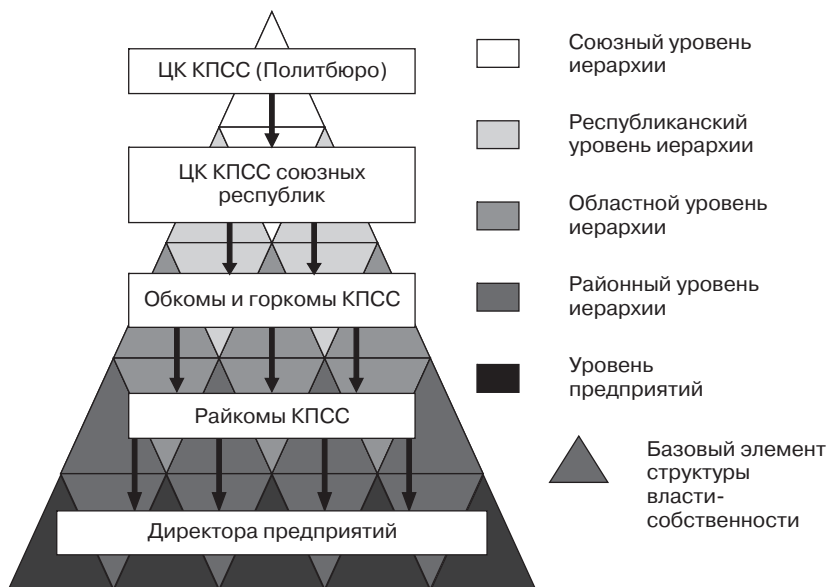 ЦК КПСС (Политбюро)
ЦК КПСС союзных
республик
Обкомы и горкомы КПСС
Райкомы КПСС
Директора предприятий
Союзный уровень
иерархии
Республиканский
уровень иерархии
Областной уровень
иерархии
Районный уровень
иерархии
Уровень
предприятий
Базовый элемент
структуры
власти-
собственности